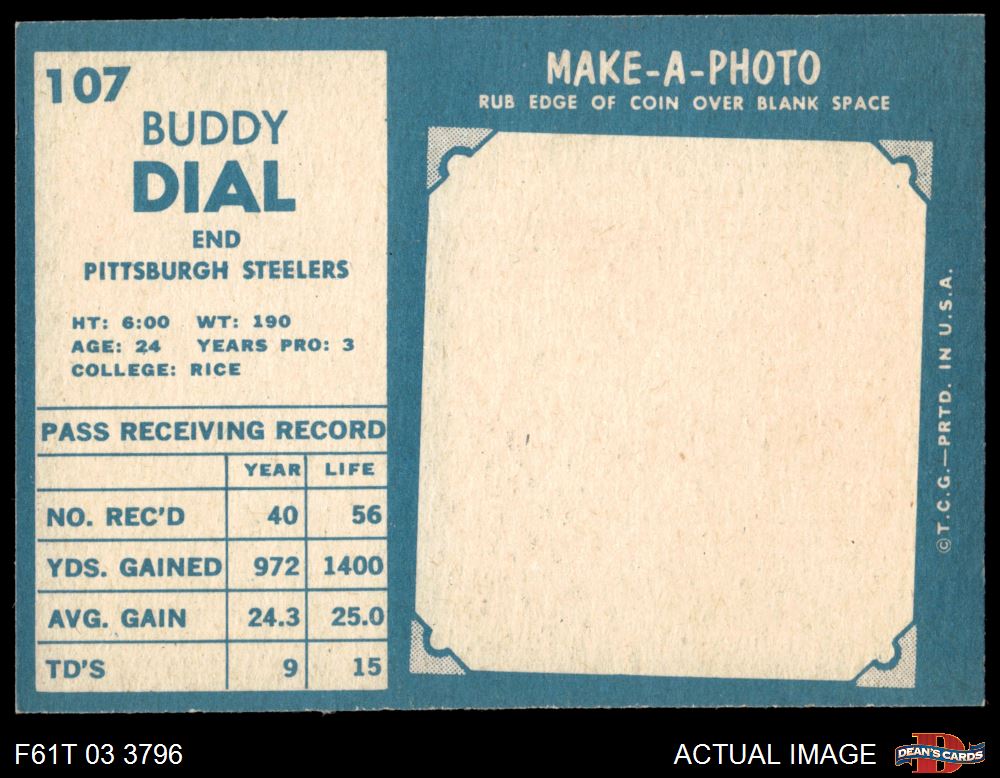 107
BUDDY
DIAL
END
PITTSBURGH STEELERS
HT: 6:00 WT: 190
AGE: 24 YEARS PRO: 3
COLLEGE: RICE
PASS RECEIVING RECORD
YEAR LIFE
NO. REC'D 40 56
YDS. GAINED 972 1400
AVG. GAIN 24.3 25.0
TD'S 9 15
MAKE-A-PHOTO
RUB EDGE OF COIN OVER BLANK SPACE
© T.C.G.—PRTD. IN U.S.A.
F61T 03 3796
ACTUAL IMAGE
DEAN'S CARDS